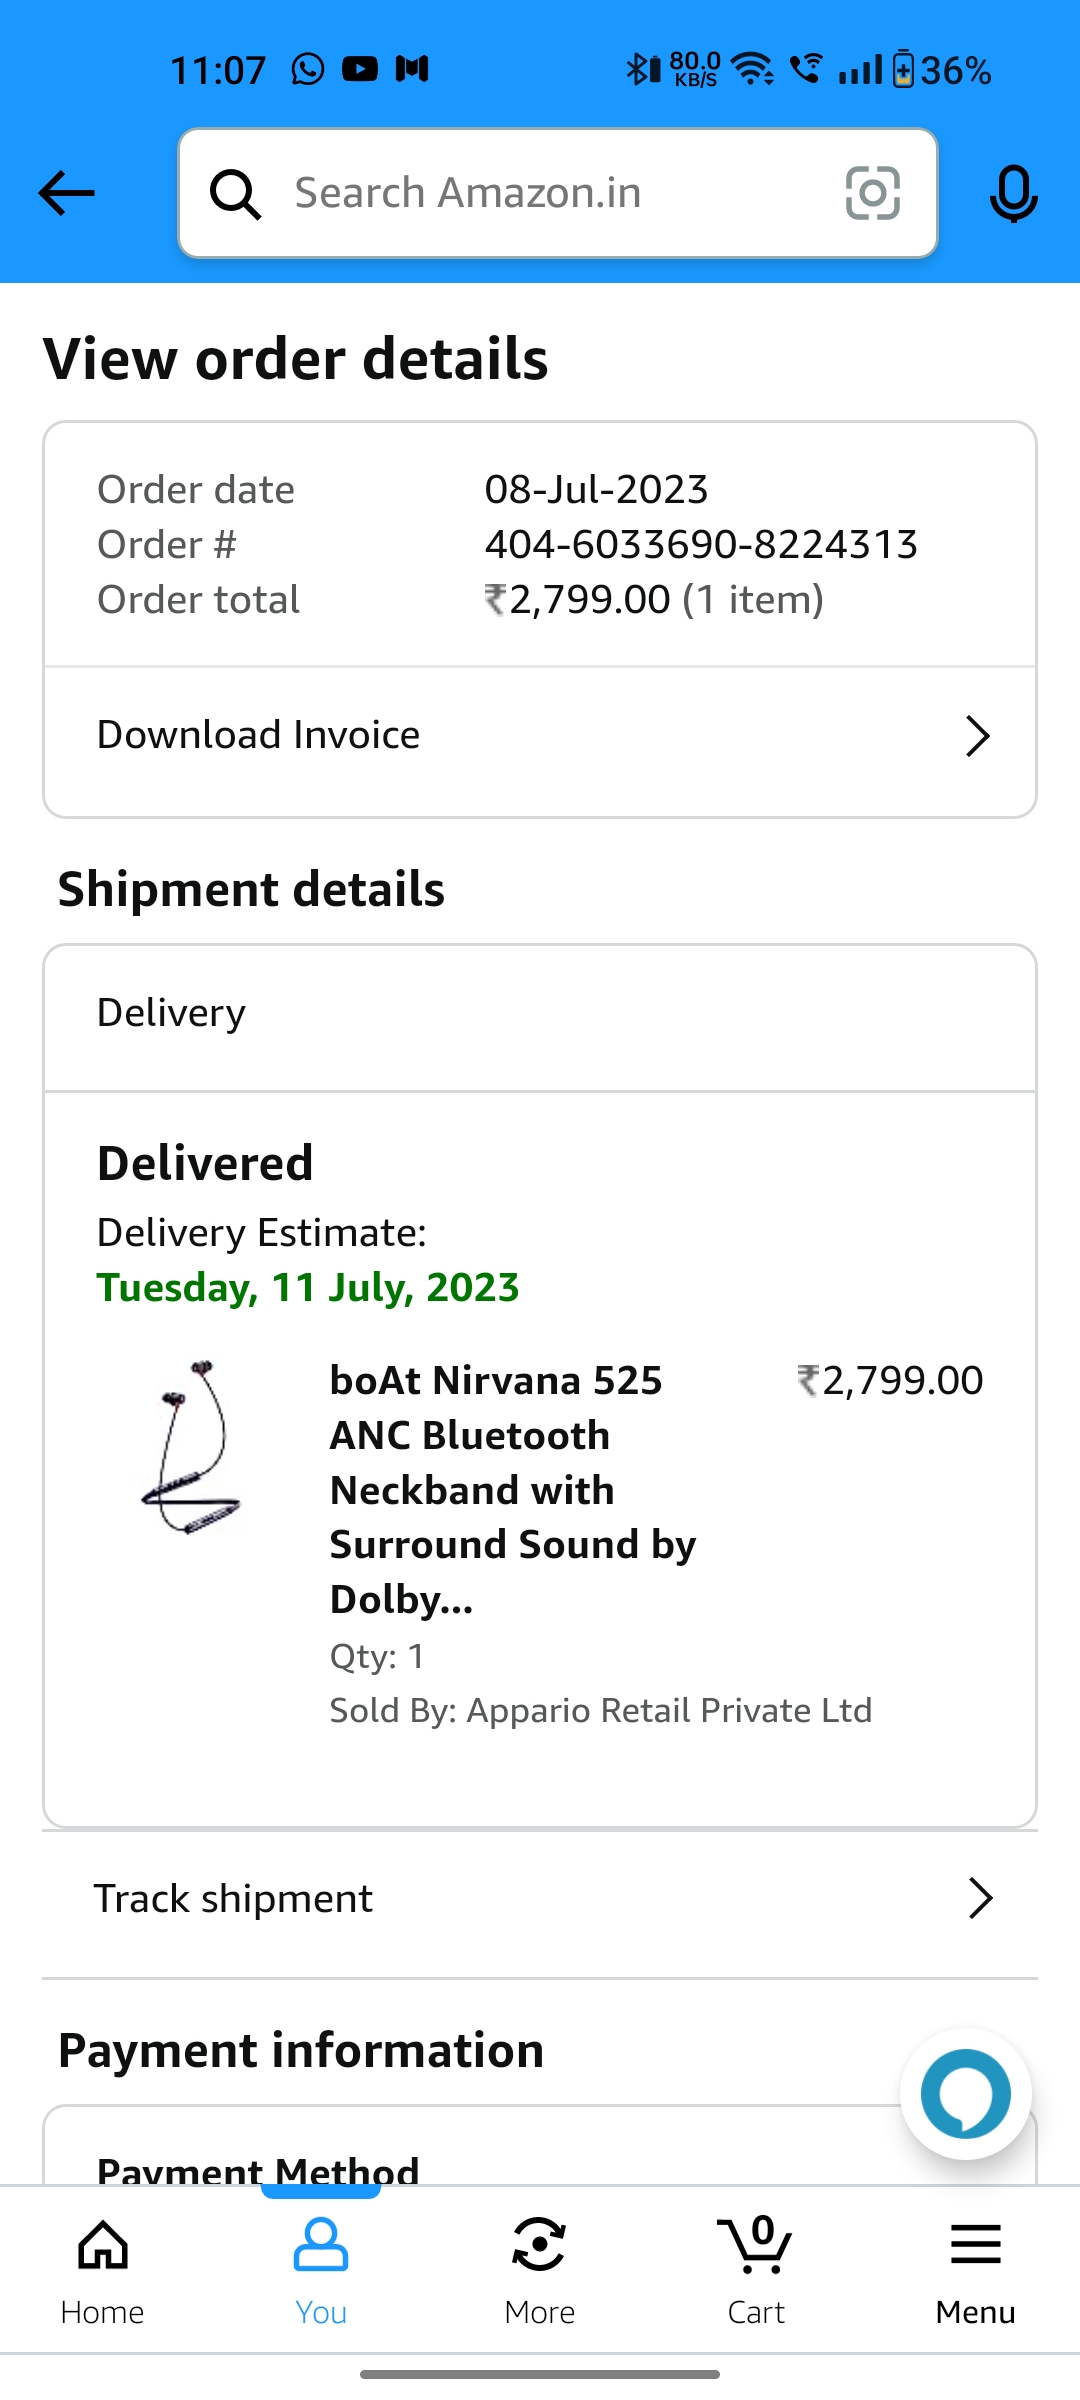 11:07 80.0 KB/S 36%
Search Amazon.in
View order details
Order date 08-Jul-2023
Order # 404-6033690-8224313
Order total ₹2,799.00 (1 item)
Download Invoice
Shipment details
Delivery
Delivered
Delivery Estimate:
Tuesday, 11 July, 2023
boAt Nirvana 525 ₹2,799.00
ANC Bluetooth
Neckband with
Surround Sound by
Dolby...
Qty: 1
Sold By: Appario Retail Private Ltd
Track shipment
Payment information
Payment Method
0
Home You More Cart Menu